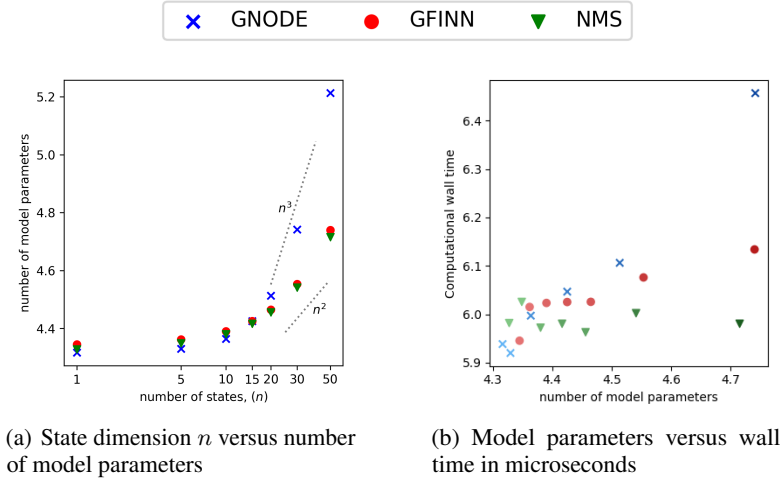 GNODE GFINN NMS
number of model parameters
5.2
5.0
4.8
4.6
4.4
n³
n²
1 5 10 15 20 30 50
number of states, (n)
(a) State dimension n versus number
of model parameters
Computational wall time
6.4
6.3
6.2
6.1
6.0
5.9
4.3 4.4 4.5 4.6 4.7
number of model parameters
(b) Model parameters versus wall
time in microseconds